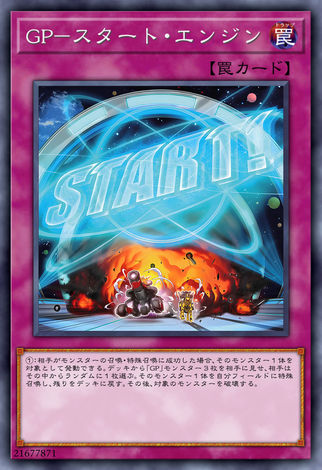 GP－スタート・エンジン
トラップ
罠
【罠カード】
START!
①：相手がモンスターの召喚・特殊召喚に成功した場合、そのモンスター１体を
対象として発動できる。デッキから「GP」モンスター３枚を相手に見せ、相手は
その中からランダムに１枚選ぶ。そのモンスター１体を自分フィールドに特殊
召喚し、残りをデッキに戻す。その後、対象のモンスターを破壊する。
21677871